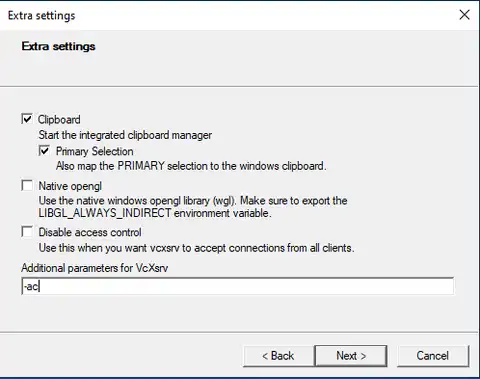 Extra settings
Extra settings
Clipboard
Start the integrated clipboard manager
Primary Selection
Also map the PRIMARY selection to the windows clipboard.
Native opengl
Use the native windows opengl library (wgl). Make sure to export the
LIBGL_ALWAYS_INDIRECT environment variable.
Disable access control
Use this when you want vcxsrv to accept connections from all clients.
Additional parameters for VcXsrv
-ac
< Back Next > Cancel